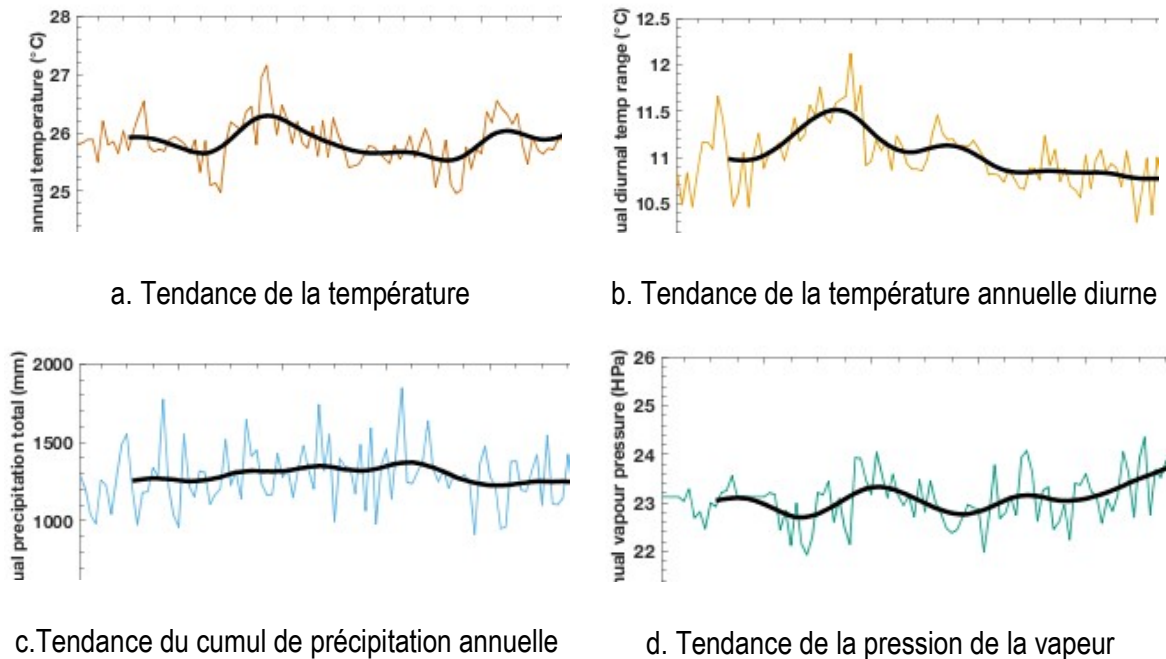 28
27
26
25
annual temperature (°C)
12.5
12
11.5
11
10.5
ual diurnal temp range (°C)
a. Tendance de la température
b. Tendance de la température annuelle diurne
2000
1500
1000
ual precipitation total (mm)
26
25
24
23
22
nual vapour pressure (HPa)
c.Tendance du cumul de précipitation annuelle
d. Tendance de la pression de la vapeur